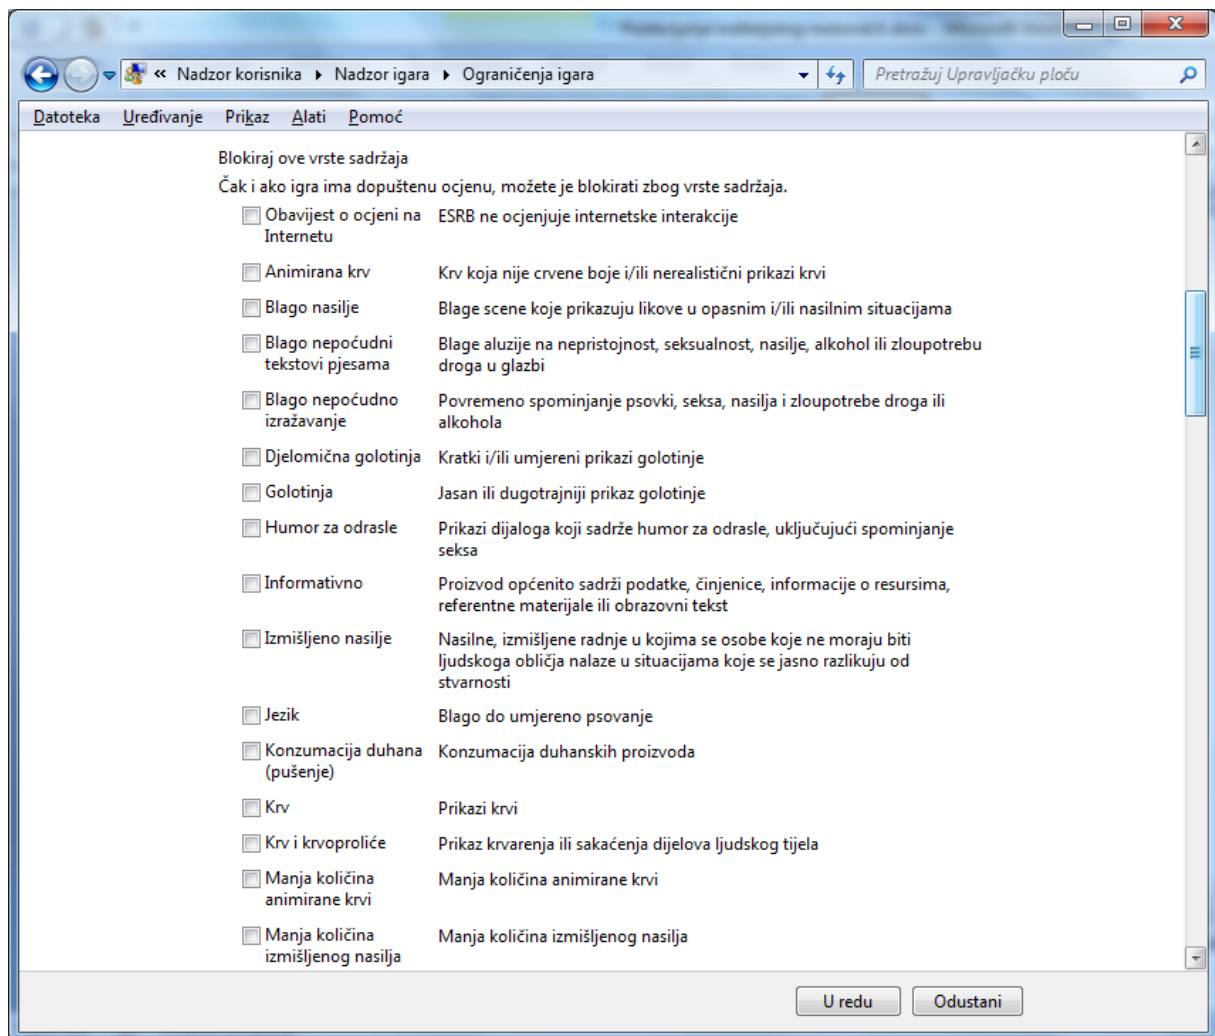 « Nadzor korisnika ▸ Nadzor igara ▸ Ograničenja igara
Pretražuj Upravljačku ploču
Datoteka Uređivanje Prikaz Alati Pomoć
Blokiraj ove vrste sadržaja
Čak i ako igra ima dopuštenu ocjenu, možete je blokirati zbog vrste sadržaja.
Obavijest o ocjeni na ESRB ne ocjenjuje internetske interakcije
Internetu
Animirana krv Krv koja nije crvene boje i/ili nerealistični prikazi krvi
Blago nasilje Blage scene koje prikazuju likove u opasnim i/ili nasilnim situacijama
Blago nepoćudni Blage aluzije na nepristojnost, seksualnost, nasilje, alkohol ili zloupotrebu
tekstovi pjesama droga u glazbi
Blago nepoćudno Povremeno spominjanje psovki, seksa, nasilja i zloupotrebe droga ili
izražavanje alkohola
Djelomična golotinja Kratki i/ili umjereni prikazi golotinje
Golotinja Jasan ili dugotrajniji prikaz golotinje
Humor za odrasle Prikazi dijaloga koji sadrže humor za odrasle, uključujući spominjanje
seksa
Informativno Proizvod općenito sadrži podatke, činjenice, informacije o resursima,
referentne materijale ili obrazovni tekst
Izmišljeno nasilje Nasilne, izmišljene radnje u kojima se osobe koje ne moraju biti
ljudskoga obličja nalaze u situacijama koje se jasno razlikuju od
stvarnosti
Jezik Blago do umjereno psovanje
Konzumacija duhana Konzumacija duhanskih proizvoda
(pušenje)
Krv Prikazi krvi
Krv i krvoproliće Prikaz krvarenja ili sakaćenja dijelova ljudskog tijela
Manja količina Manja količina animirane krvi
animirane krvi
Manja količina Manja količina izmišljenog nasilja
izmišljenog nasilja
U redu Odustani